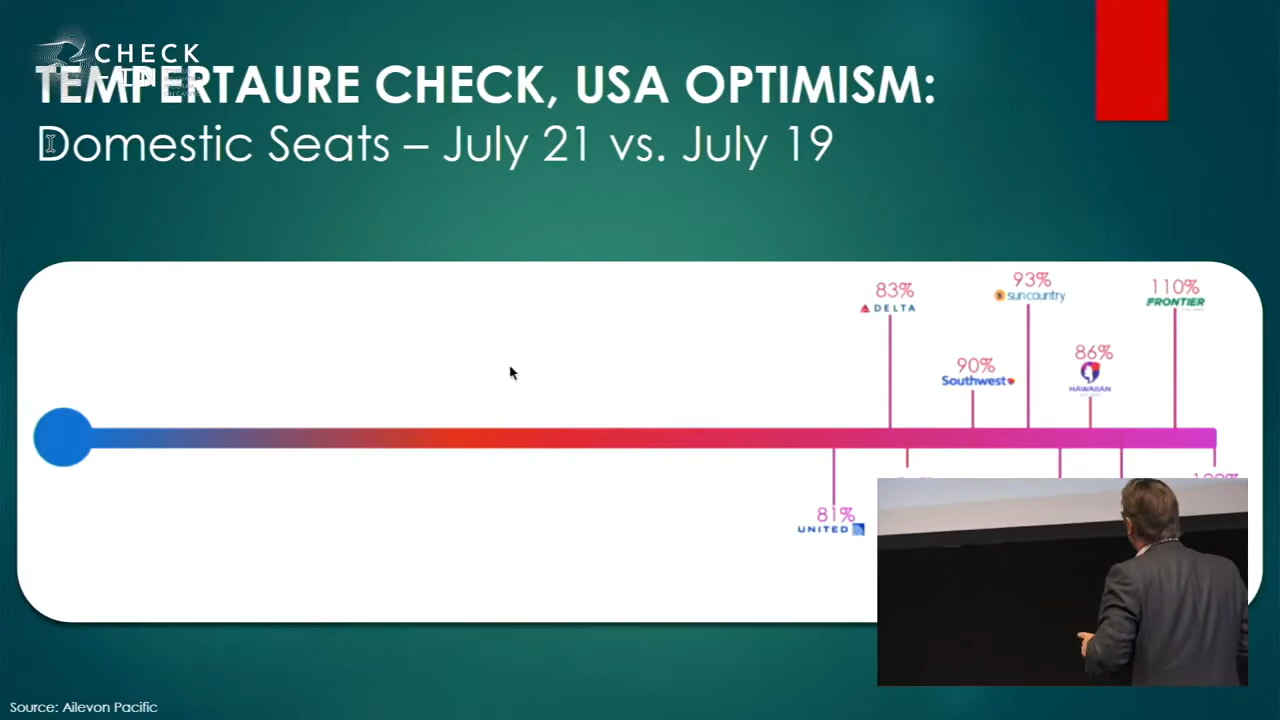 CHECK
-IN
TEMPERTAURE CHECK, USA OPTIMISM:
Domestic Seats – July 21 vs. July 19
83%
DELTA
93%
sun country
110%
FRONTIER
90%
Southwest
86%
HAWAIIAN
81%
UNITED
Source: Ailevon Pacific